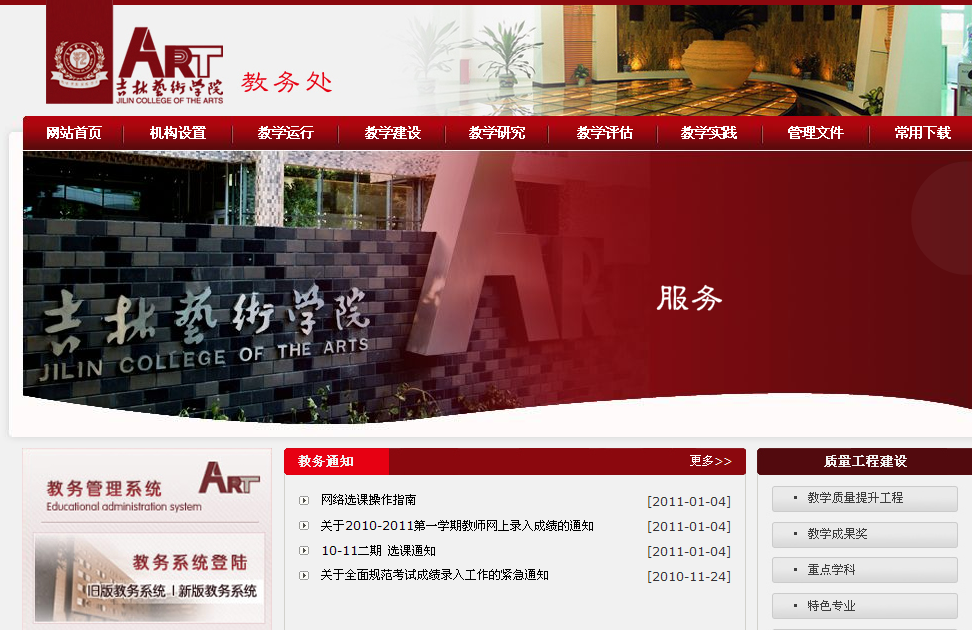 ART
吉林藝術学院
JILIN COLLEGE OF THE ARTS
教务处
网站首页 机构设置 教学运行 教学建设 教学研究 教学评估 教学实践 管理文件 常用下载
ART
吉林藝術学院
JILIN COLLEGE OF THE ARTS
服务
ART
教务管理系统
Educational administration system
教务系统登陆
旧版教务系统 | 新版教务系统
教务通知 更多>>
网络选课操作指南 [2011-01-04]
关于2010-2011第一学期教师网上录入成绩的通知 [2011-01-04]
10-11二期 选课通知 [2011-01-04]
关于全面规范考试成绩录入工作的紧急通知 [2010-11-24]
质量工程建设
· 教学质量提升工程
· 教学成果奖
· 重点学科
· 特色专业